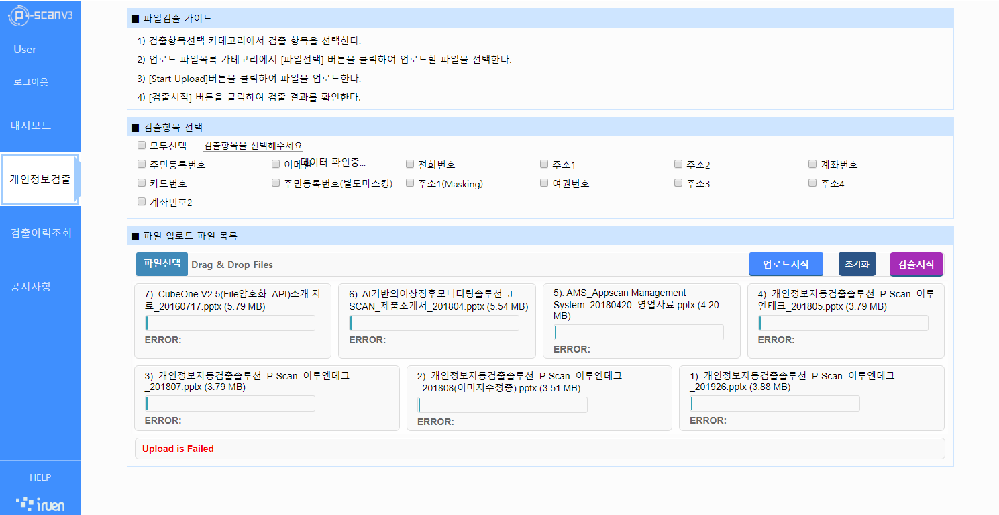 P-SCANV3
User
로그아웃
대시보드
개인정보검출
검출이력조회
공지사항
HELP
iruen
■ 파일검출 가이드
1) 검출항목선택 카테고리에서 검출 항목을 선택한다.
2) 업로드 파일목록 카테고리에서 [파일선택] 버튼을 클릭하여 업로드할 파일을 선택한다.
3) [Start Upload]버튼을 클릭하여 파일을 업로드한다.
4) [검출시작] 버튼을 클릭하여 검출 결과를 확인한다.
■ 검출항목 선택
모두선택 검출항목을 선택해주세요
주민등록번호 이메일 데이터 확인중... 전화번호 주소1 주소2 계좌번호
카드번호 주민등록번호(별도마스킹) 주소1(Masking) 여권번호 주소3 주소4
계좌번호2
■ 파일 업로드 파일 목록
파일선택 Drag & Drop Files 업로드시작 초기화 검출시작
7). CubeOne V2.5(File암호화_API)소개 자
료_20160717.pptx (5.79 MB)
ERROR:
6). AI기반의이상징후모니터링솔루션_J-
SCAN_제품소개서_201804.pptx (5.54 MB)
ERROR:
5). AMS_Appscan Management
System_20180420_영업자료.pptx (4.20
MB)
ERROR:
4). 개인정보자동검출솔루션_P-Scan_이루
엔테크_201805.pptx (3.79 MB)
ERROR:
3). 개인정보자동검출솔루션_P-Scan_이루엔테크
_201807.pptx (3.79 MB)
ERROR:
2). 개인정보자동검출솔루션_P-Scan_이루엔테크
_201808(이미지수정중).pptx (3.51 MB)
ERROR:
1). 개인정보자동검출솔루션_P-Scan_이루엔테크
_201926.pptx (3.88 MB)
ERROR:
Upload is Failed